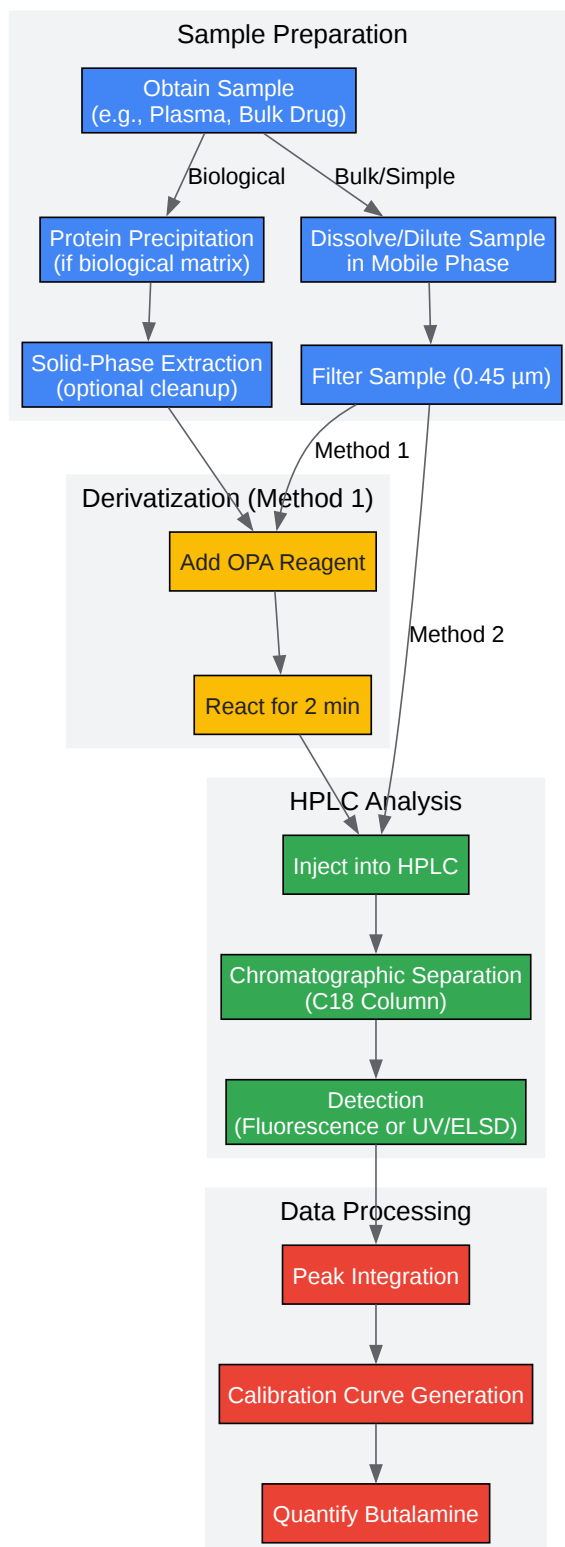 Sample Preparation
Obtain Sample
(e.g., Plasma, Bulk Drug)
Biological
Bulk/Simple
Protein Precipitation
(if biological matrix)
Dissolve/Dilute Sample
in Mobile Phase
Solid-Phase Extraction
(optional cleanup)
Filter Sample (0.45 µm)
Method 1
Derivatization (Method 1)
Add OPA Reagent
Method 2
React for 2 min
HPLC Analysis
Inject into HPLC
Chromatographic Separation
(C18 Column)
Detection
(Fluorescence or UV/ELSD)
Data Processing
Peak Integration
Calibration Curve Generation
Quantify Butalamine